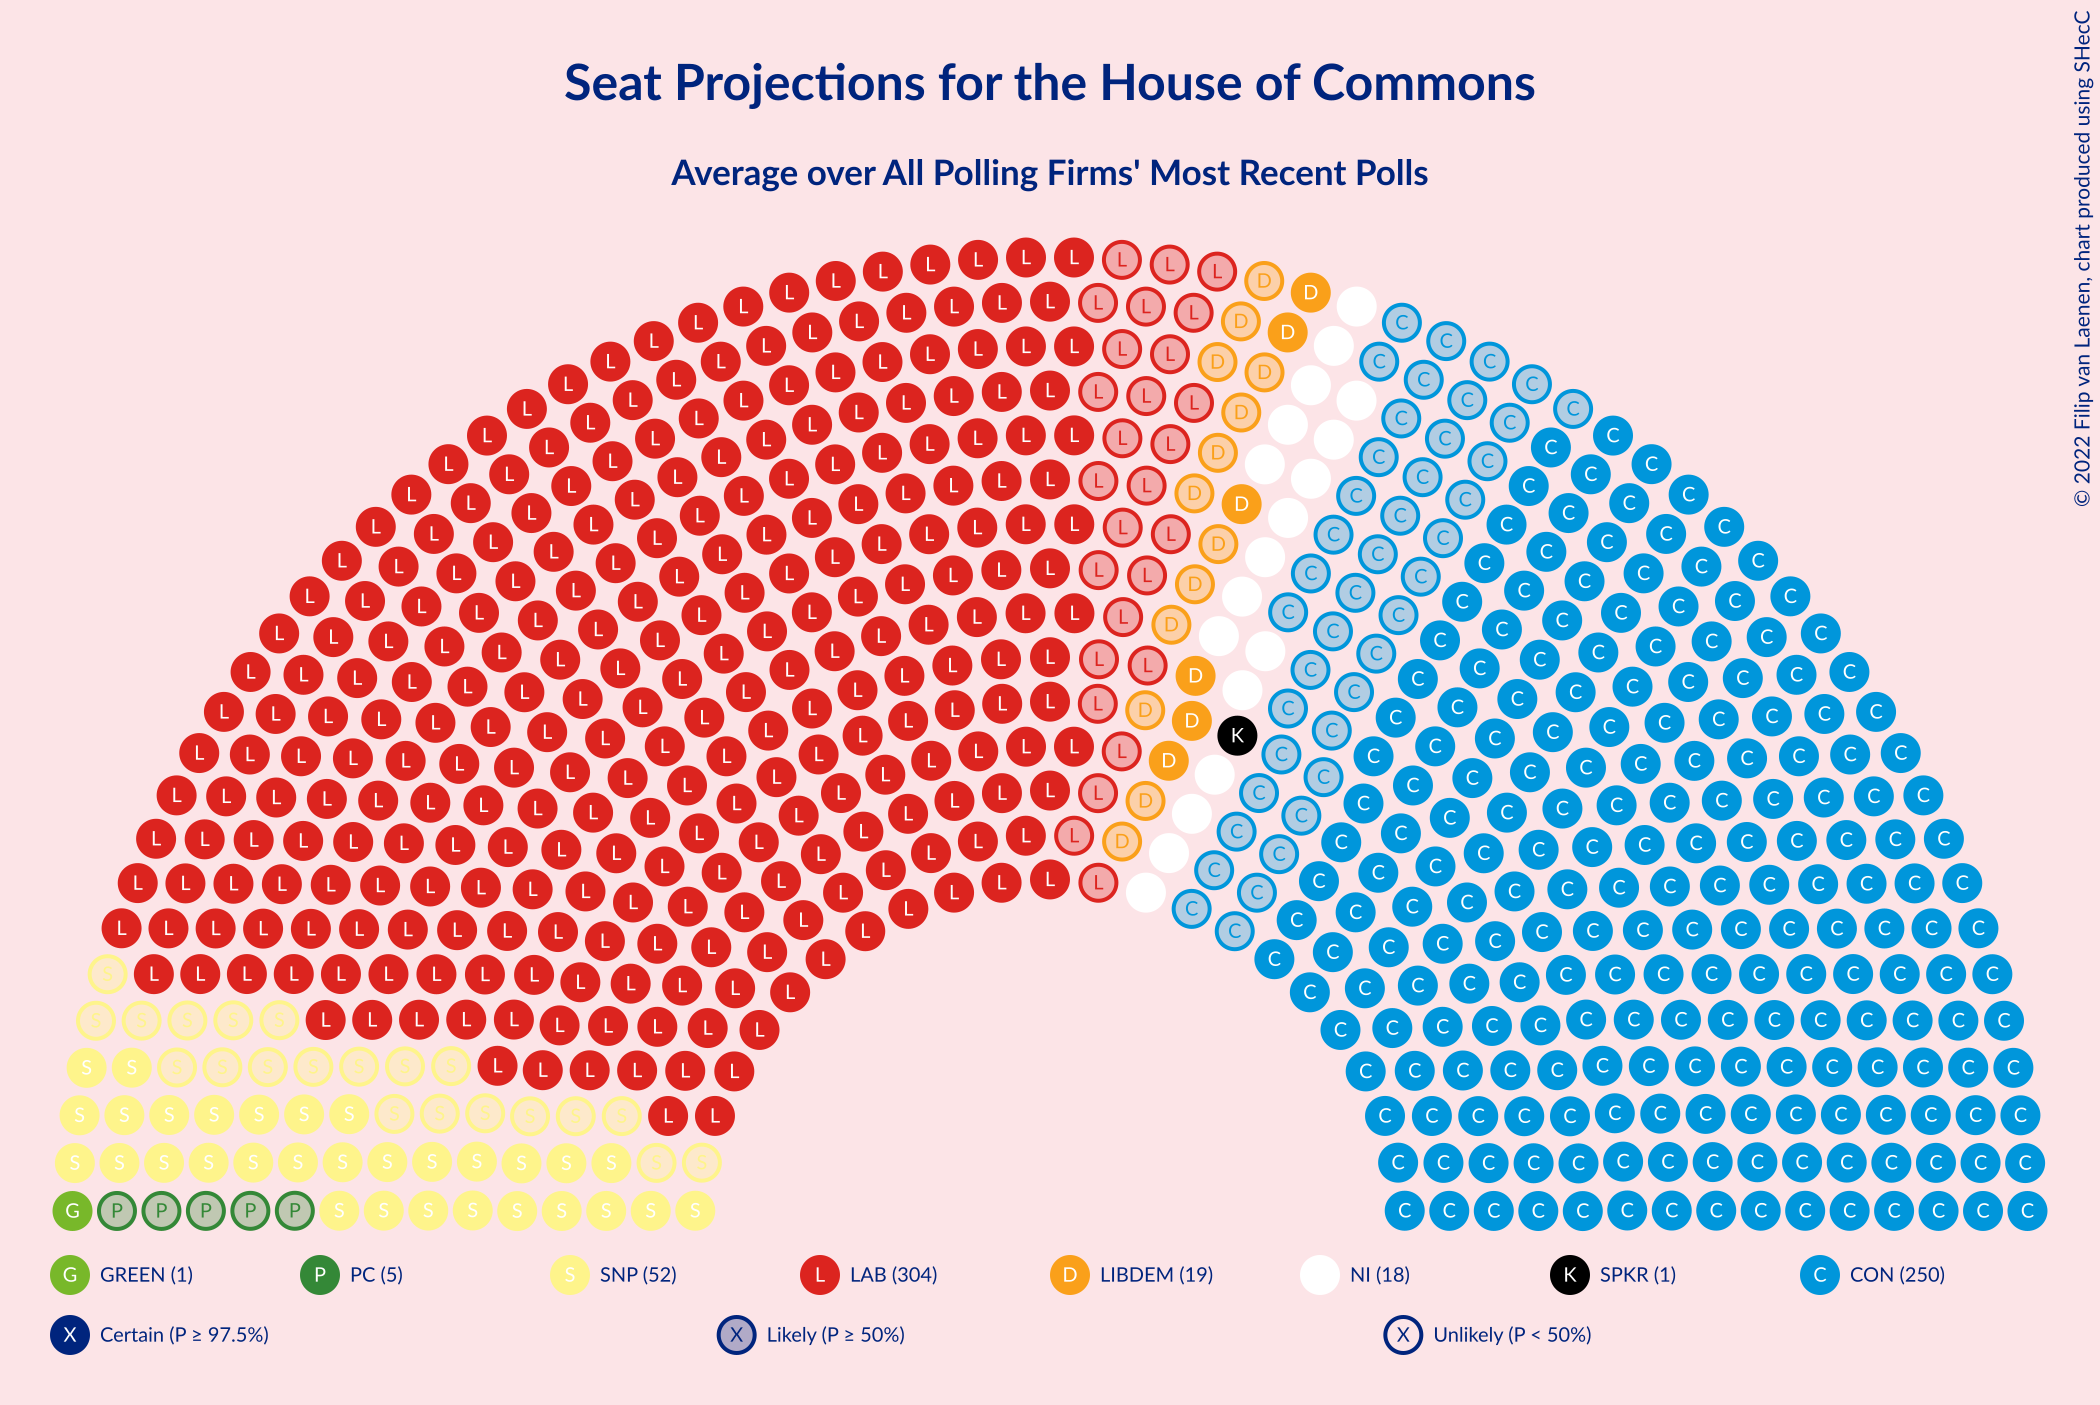 Seat Projections for the House of Commons
Average over All Polling Firms' Most Recent Polls
© 2022 Filip van Laenen, chart produced using SHecC
G GREEN (1) P PC (5) S SNP (52) L LAB (304) D LIBDEM (19) NI (18) K SPKR (1) C CON (250)
X Certain (P ≥ 97.5%) X Likely (P ≥ 50%) X Unlikely (P < 50%)